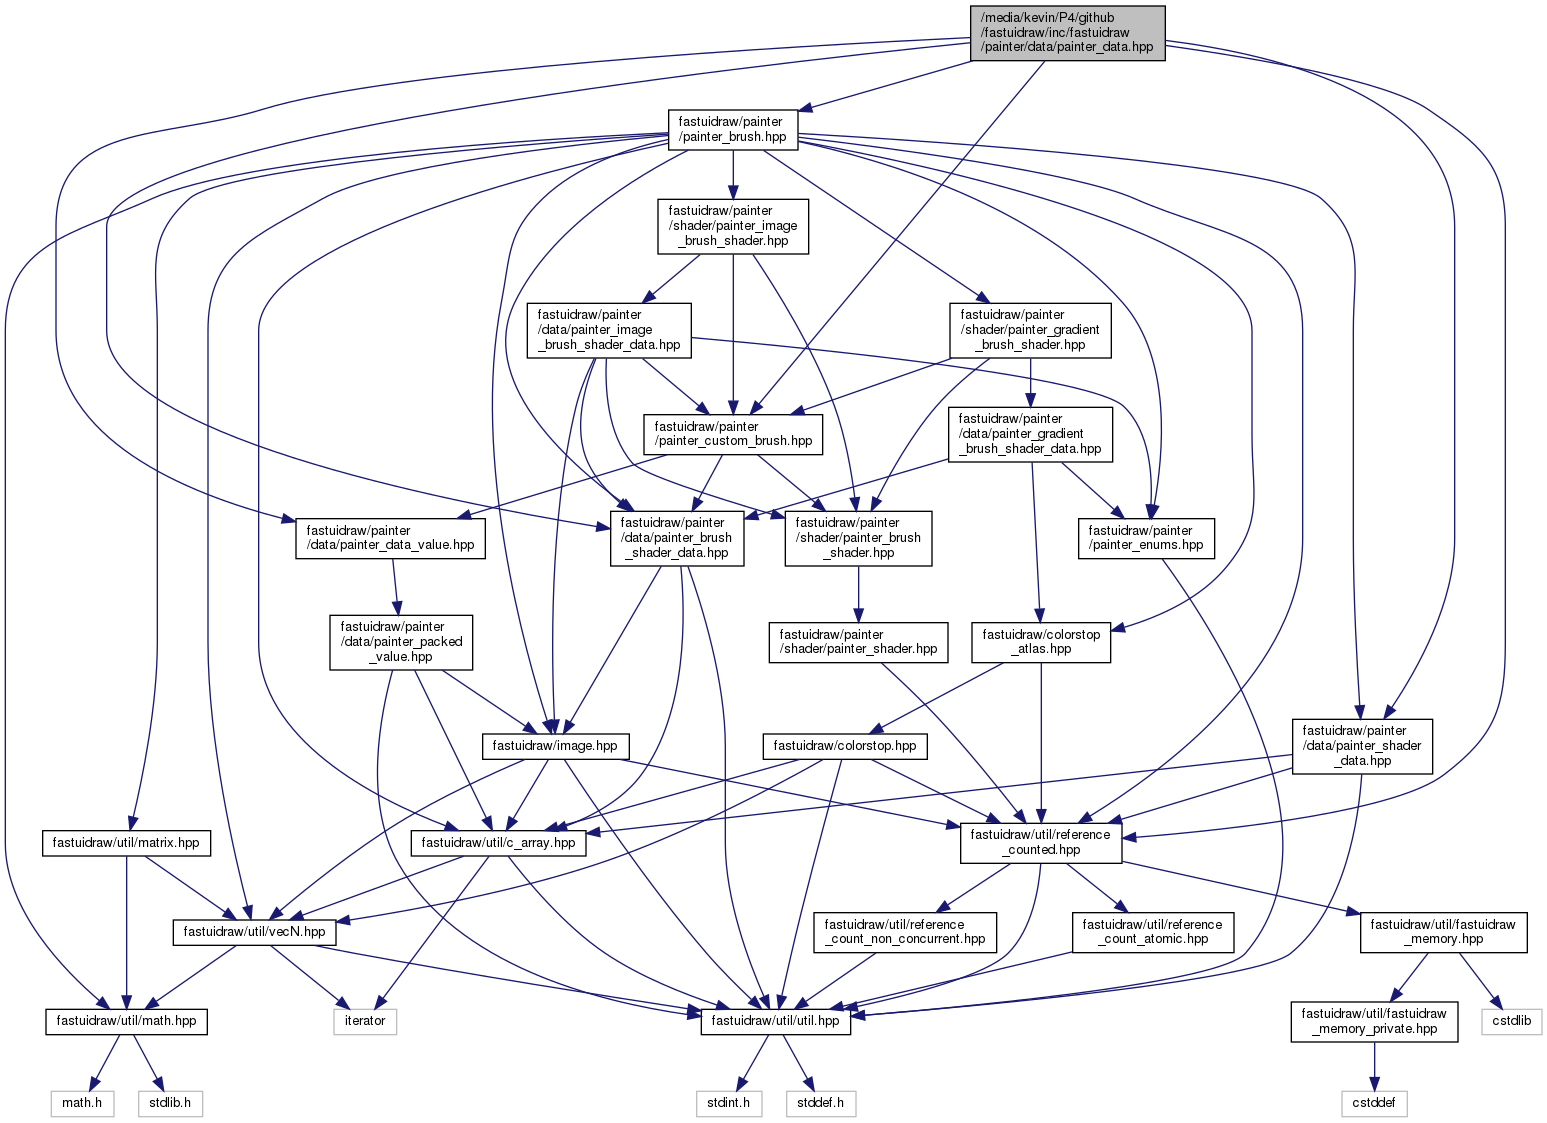 /media/kevin/P4/github
/fastuidraw/inc/fastuidraw
/painter/data/painter_data.hpp
fastuidraw/painter
/painter_brush.hpp
fastuidraw/painter
/shader/painter_image
_brush_shader.hpp
fastuidraw/painter
/data/painter_image
_brush_shader_data.hpp
fastuidraw/painter
/shader/painter_gradient
_brush_shader.hpp
fastuidraw/painter
/painter_custom_brush.hpp
fastuidraw/painter
/data/painter_gradient
_brush_shader_data.hpp
fastuidraw/painter
/data/painter_data_value.hpp
fastuidraw/painter
/data/painter_brush
_shader_data.hpp
fastuidraw/painter
/shader/painter_brush
_shader.hpp
fastuidraw/painter
/painter_enums.hpp
fastuidraw/painter
/data/painter_packed
_value.hpp
fastuidraw/painter
/shader/painter_shader.hpp
fastuidraw/colorstop
_atlas.hpp
fastuidraw/image.hpp
fastuidraw/colorstop.hpp
fastuidraw/painter
/data/painter_shader
_data.hpp
fastuidraw/util/matrix.hpp
fastuidraw/util/c_array.hpp
fastuidraw/util/reference
_counted.hpp
fastuidraw/util/vecN.hpp
fastuidraw/util/reference
_count_non_concurrent.hpp
fastuidraw/util/reference
_count_atomic.hpp
fastuidraw/util/fastuidraw
_memory.hpp
fastuidraw/util/math.hpp
iterator
fastuidraw/util/util.hpp
fastuidraw/util/fastuidraw
_memory_private.hpp
cstdlib
math.h
stdlib.h
stdint.h
stddef.h
cstddef